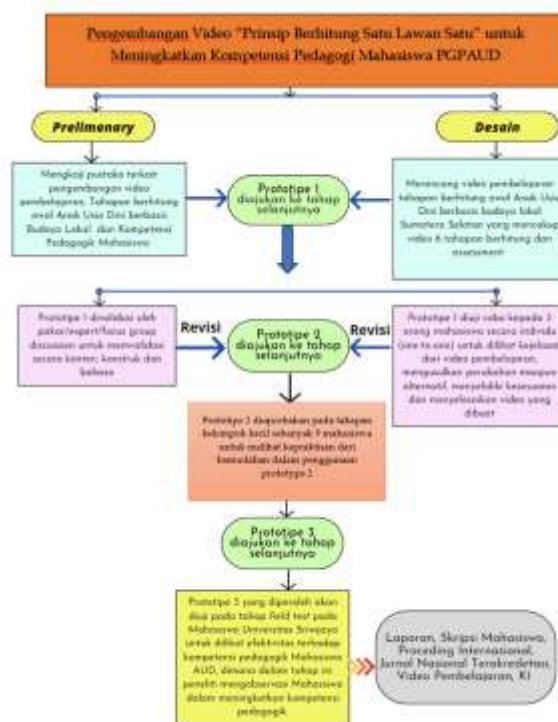 Pengembangan Video "Prinsip Berhitung Satu Lawan Satu" untuk
Meningkatkan Kompetensi Pedagogi Mahasiswa PGPAUD
Prelimanary
Desain
Mengkaji pustaka terkait
pengembangan video
pembelajaran, Tahapan berhitung
awal Anak Usia Dini berbasis
Budaya Lokal dan Kompetensi
Pedagogik Mahasiswa
Prototipe 1
diajukan ke tahap
selanjutnya
Merancang video pembelajaran
tahapan berhitung awal Anak Usia
Dini berbasis budaya lokal
Sumatera Selatan yang mencakup
video 6 tahapan berhitung dan
assessment
Prototipe 1 divalidasi oleh
pakar/expert/focus group
discussion untuk memvalidasi
secara konten, konstruk dan
bahasa
Revisi
Prototipe 2
diajukan ke tahap
selanjutnya
Revisi
Prototipe 1 diuji coba kepada 3
orang mahasiswa secara individu
(one to one) untuk dilihat kejelasan
dari video pembelajaran,
mengusulkan perubahan maupun
alternatif, menyelidiki kesesuaian
dan menyelesaikan video yang
dibuat
Prototipe 2 diujicobakan pada tahapan
kelompok kecil sebanyak 9 mahasiswa
untuk melihat kepraktisan dan
kemudahan dalam penggunaan
prototype 2
Prototipe 3
diajukan ke tahap
selanjutnya
Prototipe 3 yang diperoleh akan
diuji pada tahap field test pada
Mahasiswa Universitas Sriwijaya
untuk dilihat efektivitas terhadap
kompetensi pedagogik Mahasiswa
AUD, dimana dalam tahap ini
peneliti mengobservasi Mahasiswa
dalam meningkatkan kompetensi
pedagogik
Laporan, Skripsi Mahasiswa,
Proceding Internasional,
Jurnal Nasional Terakreditasi,
Video Pembelajaran, KI